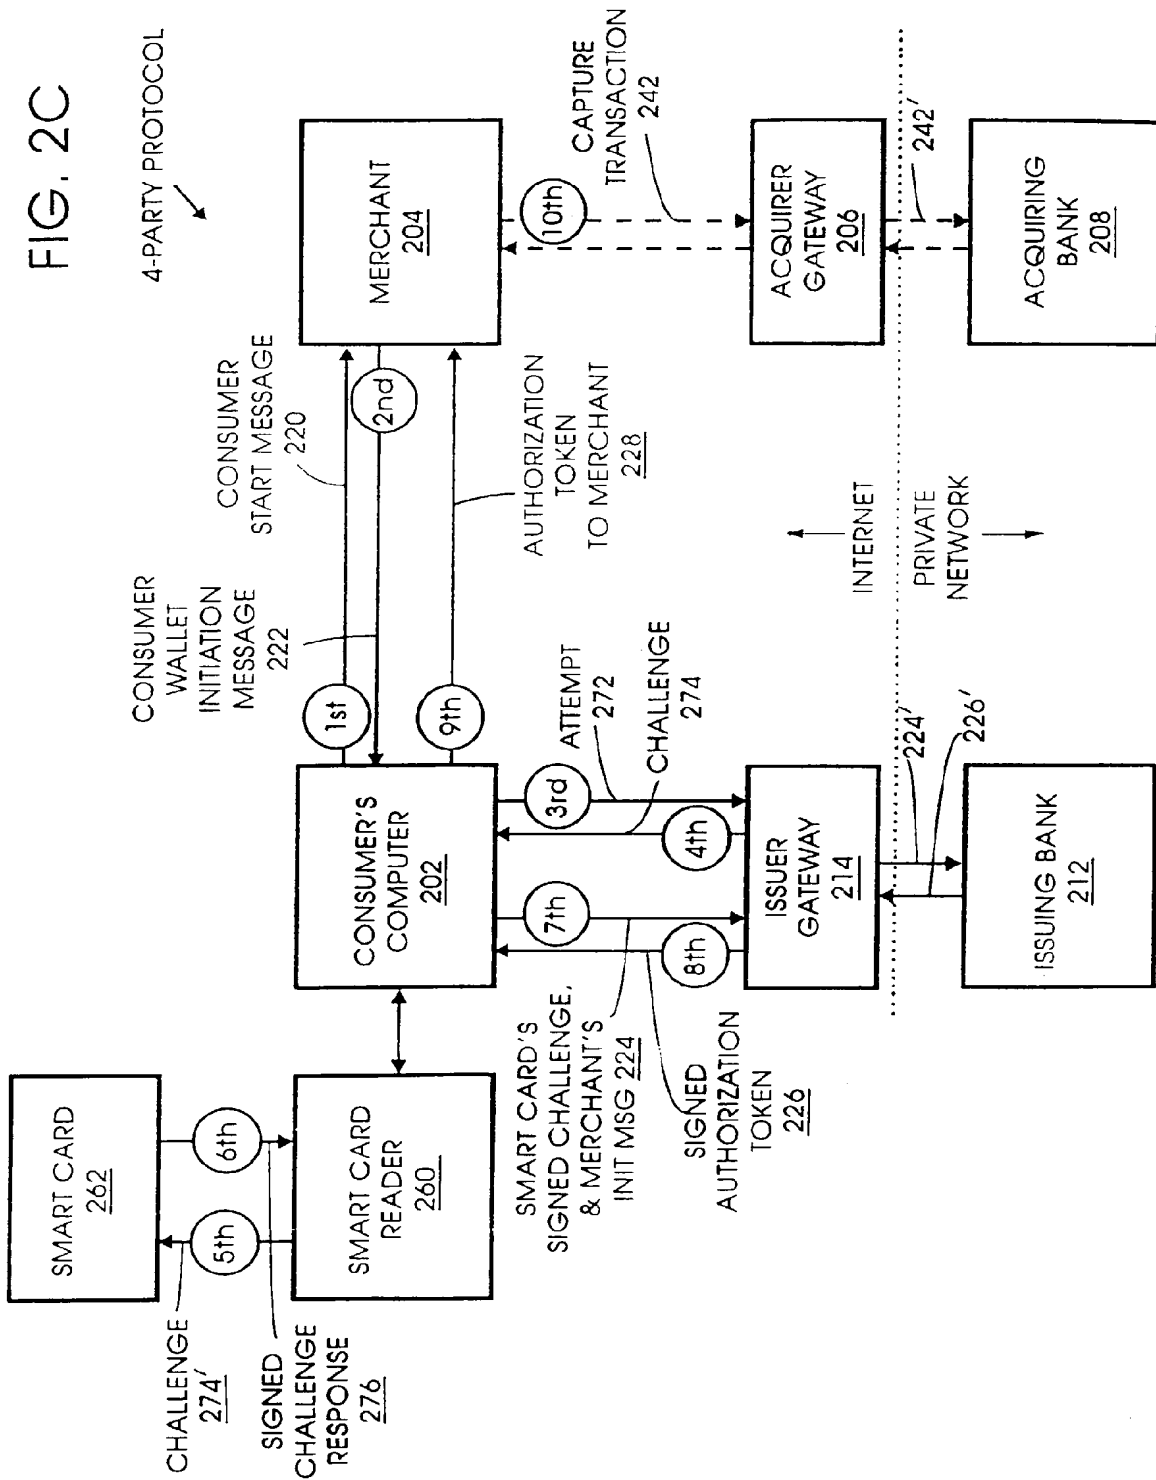 FIG. 2C
4-PARTY PROTOCOL
SMART CARD
262
CHALLENGE
274'
5th
6th
SIGNED
CHALLENGE
RESPONSE
276
SMART CARD
READER
260
CONSUMER'S
COMPUTER
202
CONSUMER
WALLET
INITIATION
MESSAGE
222
CONSUMER
START MESSAGE
220
1st
2nd
9th
AUTHORIZATION
TOKEN
TO MERCHANT
228
MERCHANT
204
SMART CARD'S
SIGNED CHALLENGE,
& MERCHANT'S
INIT MSG 224
7th
8th
SIGNED
AUTHORIZATION
TOKEN
226
3rd
4th
ATTEMPT
272
CHALLENGE
274
10th
CAPTURE
TRANSACTION
242
ISSUER
GATEWAY
214
ACQUIRER
GATEWAY
206
INTERNET
PRIVATE
NETWORK
224'
226'
242'
ISSUING BANK
212
ACQUIRING
BANK
208